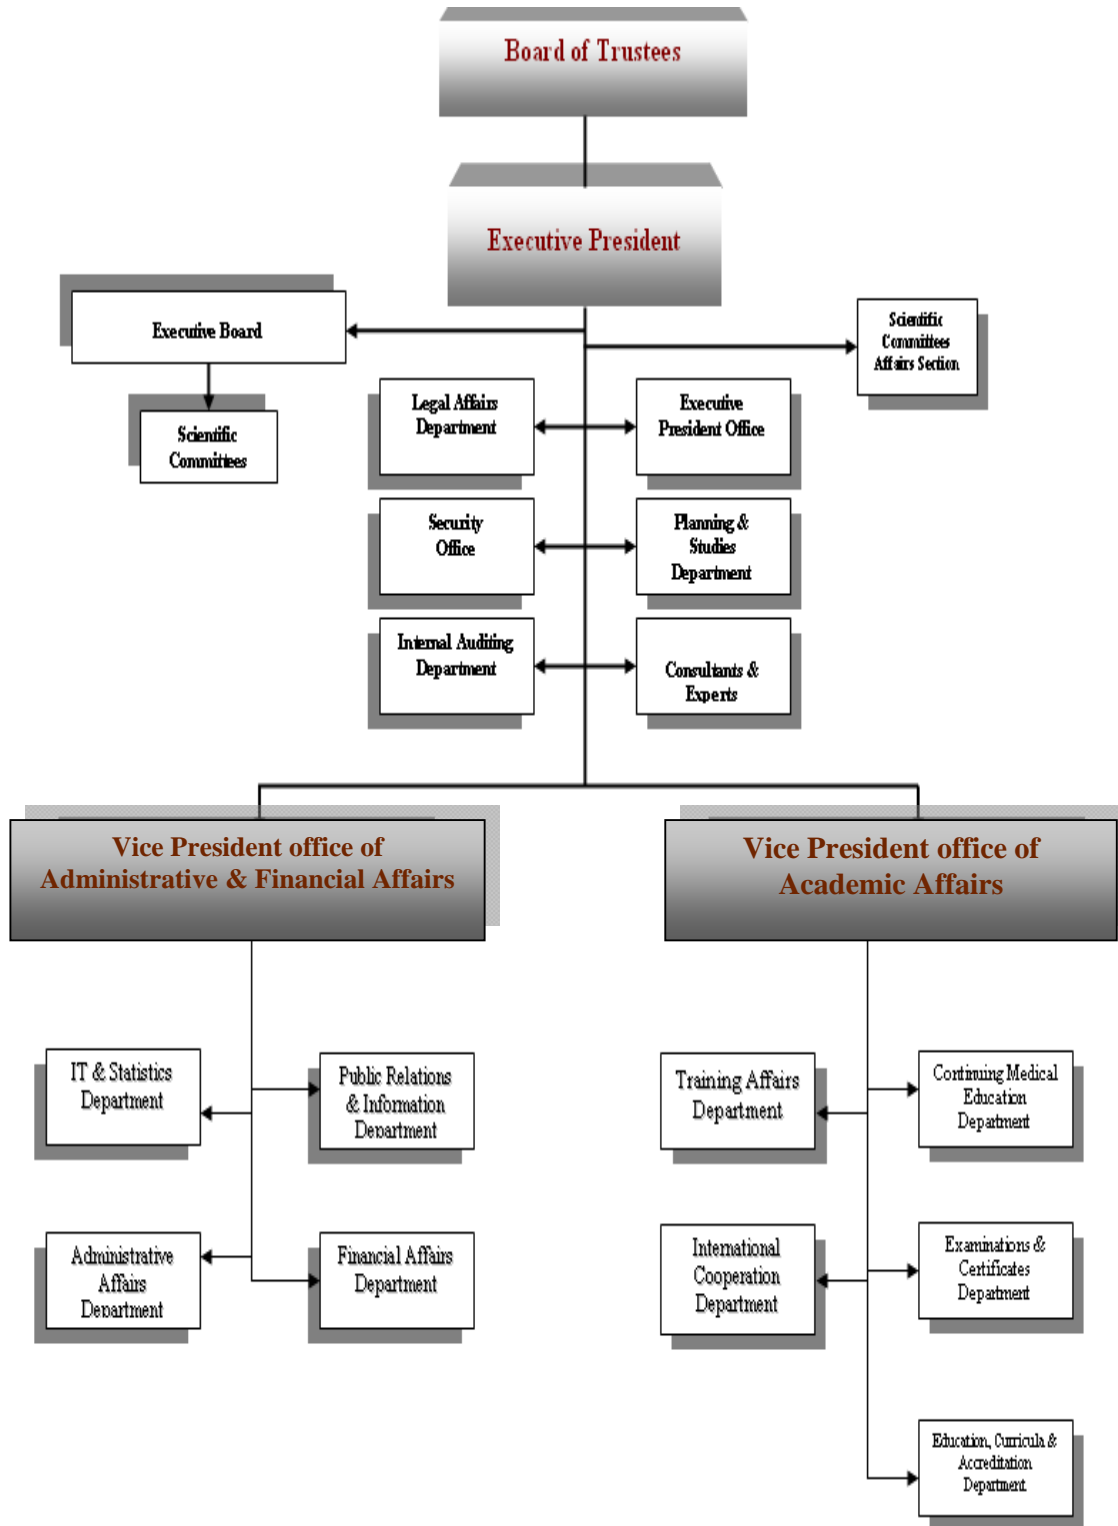 Board of Trustees
Executive President
Executive Board
Scientific
Committees
Affairs Section
Scientific
Committees
Legal Affairs
Department
Executive
President Office
Security
Office
Planning &
Studies
Department
Internal Auditing
Department
Consultants &
Experts
Vice President office of
Administrative & Financial Affairs
Vice President office of
Academic Affairs
IT & Statistics
Department
Public Relations
& Information
Department
Training Affairs
Department
Continuing Medical
Education
Department
Administrative
Affairs
Department
Financial Affairs
Department
International
Cooperation
Department
Examinations &
Certificates
Department
Education, Curricula &
Accreditation
Department